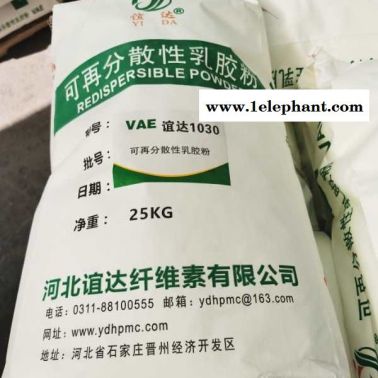 谊达®
YI DA
可再分散性乳胶粉
REDISPERSIBLE POWDER
www.1elephant.com
型号： VAE 谊达1030
批号： 可再分散性乳胶粉
日期：
净重： 25KG
河北谊达纤维素有限公司
电话：0311-88100555 邮箱：ydhpmc@163.com
网址：www.ydhpmc.com
地址：河北省石家庄晋州经济开发区